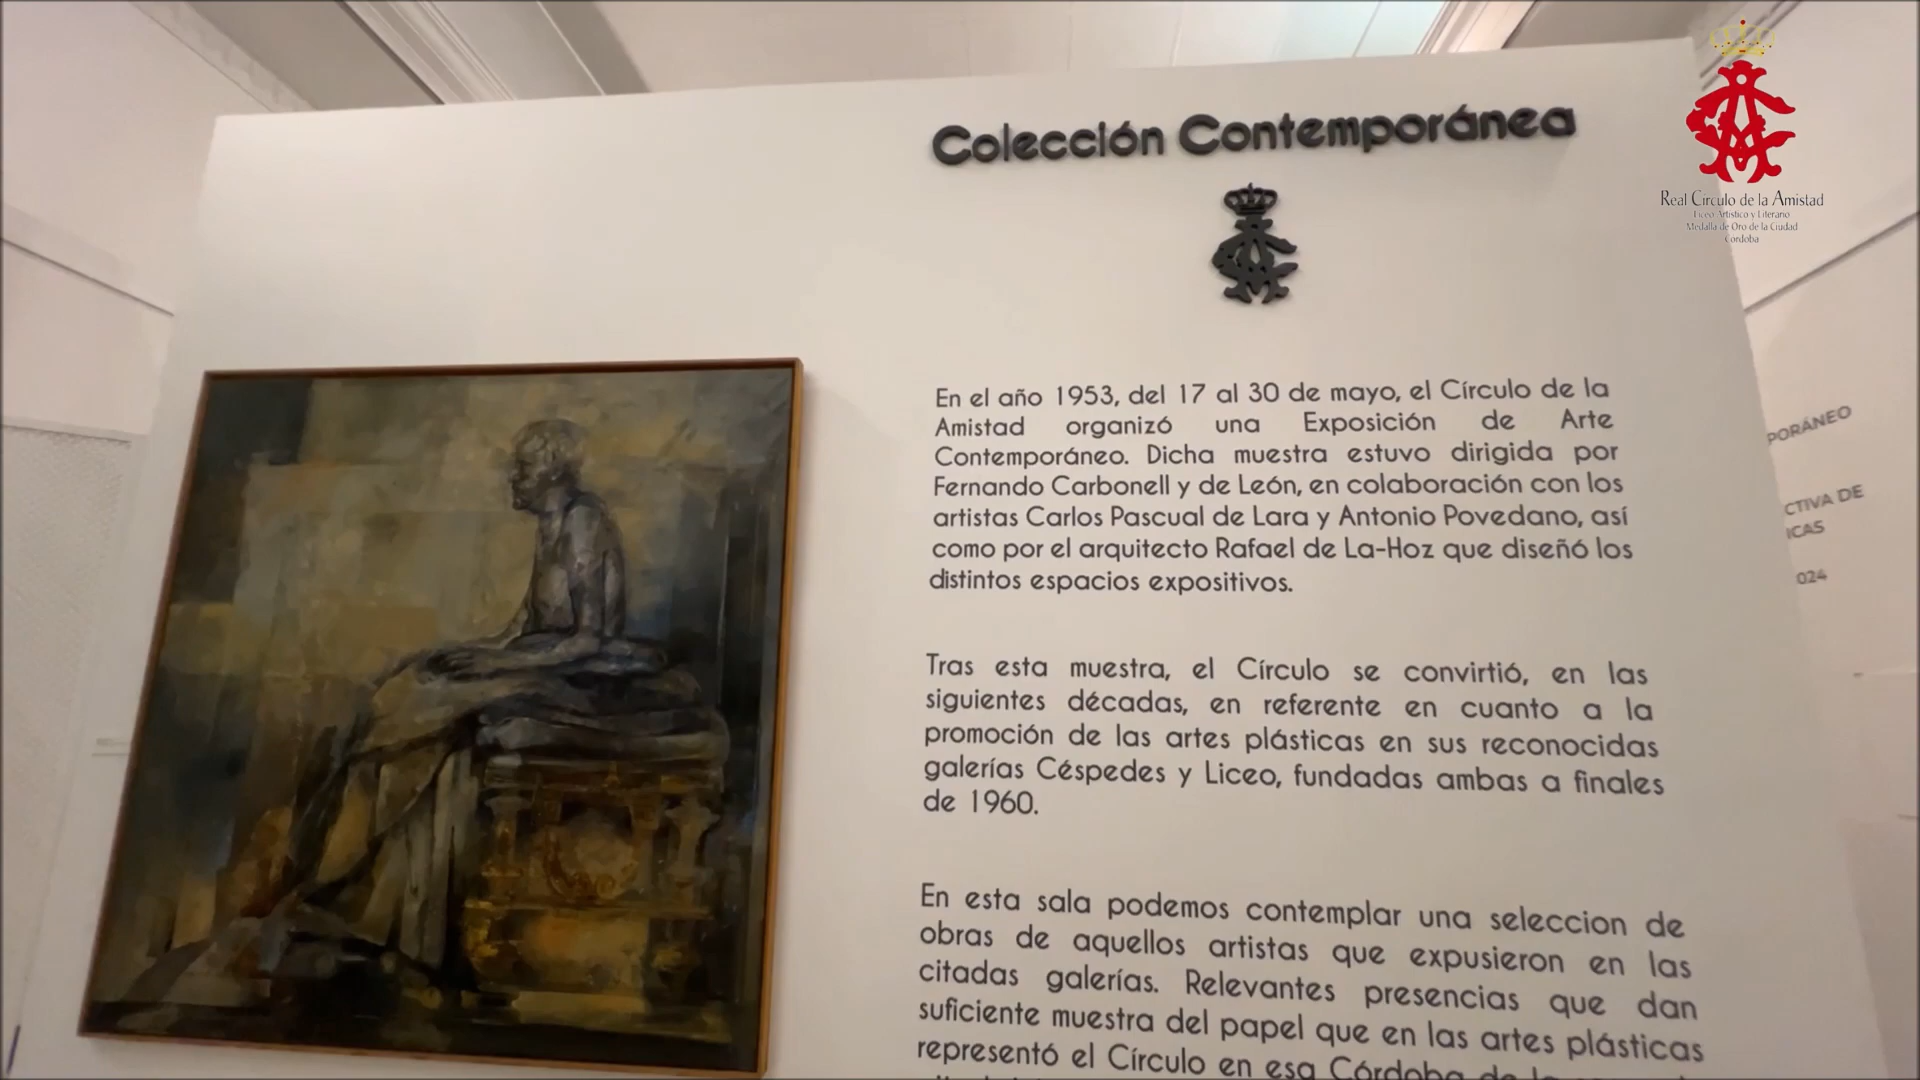 Colección Contemporánea
Real Círculo de la Amistad
Liceo Artístico y Literario
Medalla de Oro de la Ciudad
Córdoba
En el año 1953, del 17 al 30 de mayo, el Círculo de la
Amistad organizó una Exposición de Arte
Contemporáneo. Dicha muestra estuvo dirigida por
Fernando Carbonell y de León, en colaboración con los
artistas Carlos Pascual de Lara y Antonio Povedano, así
como por el arquitecto Rafael de La-Hoz que diseñó los
distintos espacios expositivos.
Tras esta muestra, el Círculo se convirtió, en las
siguientes décadas, en referente en cuanto a la
promoción de las artes plásticas en sus reconocidas
galerías Céspedes y Liceo, fundadas ambas a finales
de 1960.
En esta sala podemos contemplar una seleccion de
obras de aquellos artistas que expusieron en las
citadas galerías. Relevantes presencias que dan
suficiente muestra del papel que en las artes plásticas
representó el Círculo en esa Córdoba de
PORÁNEO
CTIVA DE
ICAS
024